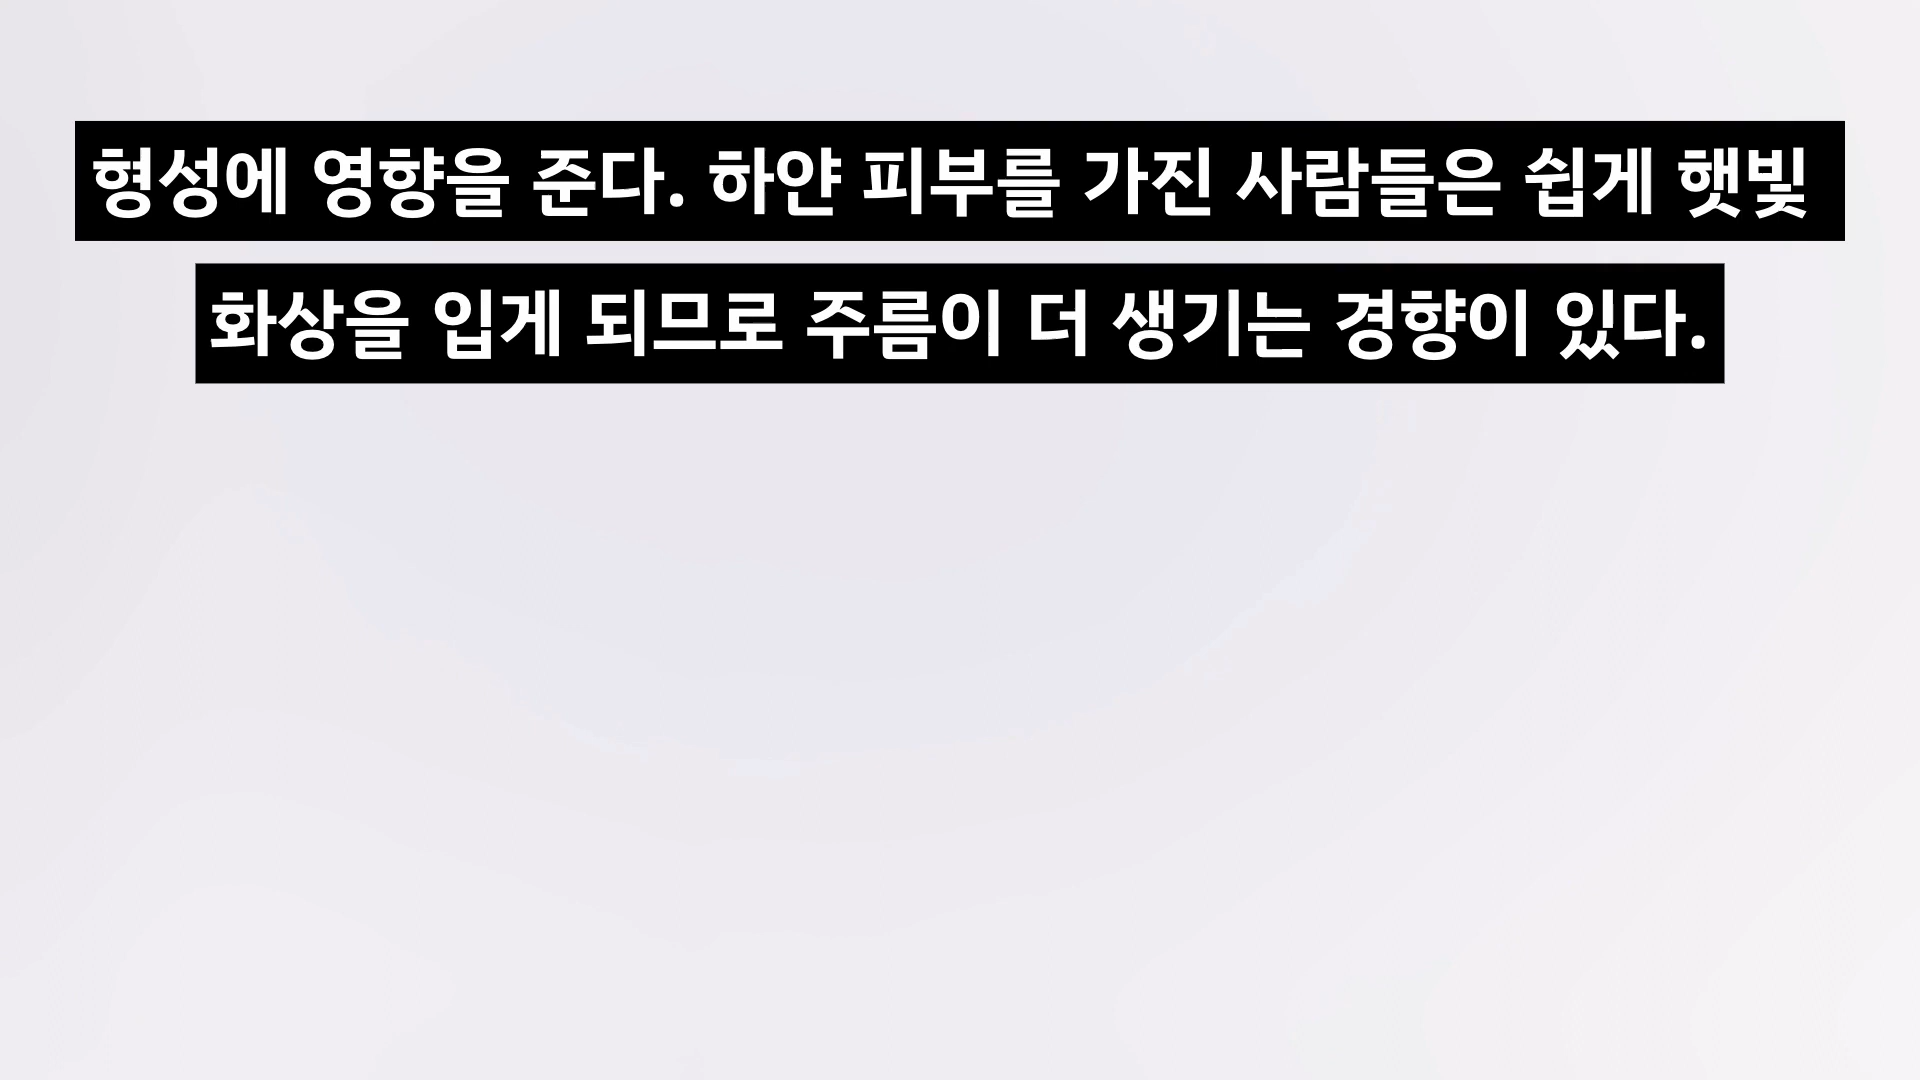 형성에 영향을 준다. 하얀 피부를 가진 사람들은 쉽게 햇빛
화상을 입게 되므로 주름이 더 생기는 경향이 있다.